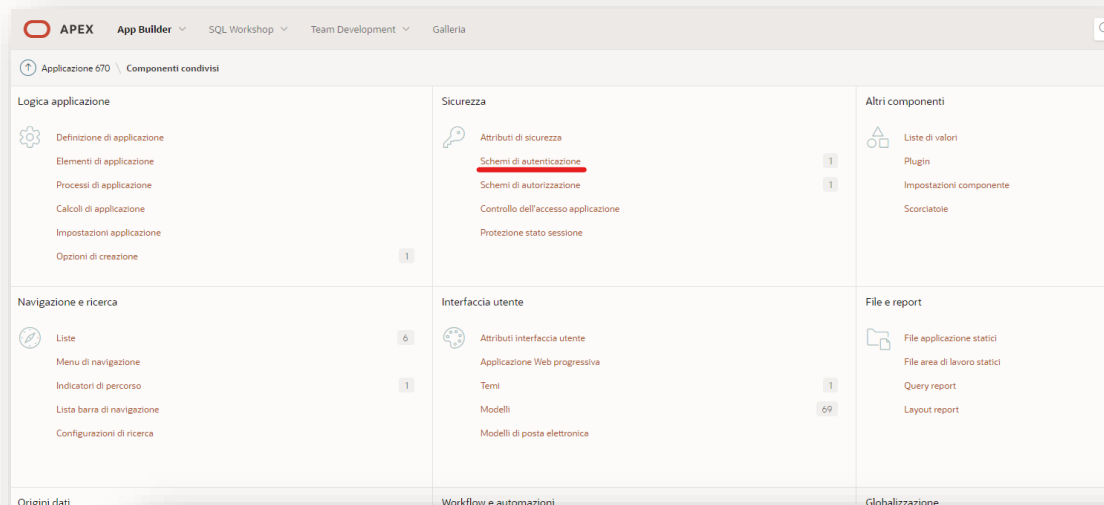 APEX App Builder SQL Workshop Team Development Galleria
Applicazione 670 \ Componenti condivisi
Logica applicazione
Definizione di applicazione
Elementi di applicazione
Processi di applicazione
Calcoli di applicazione
Impostazioni applicazione
Opzioni di creazione 1
Sicurezza
Attributi di sicurezza
Schemi di autenticazione 1
Schemi di autorizzazione 1
Controllo dell'accesso applicazione
Protezione stato sessione
Altri componenti
Liste di valori
Plugin
Impostazioni componente
Scorciatoie
Navigazione e ricerca
Liste 6
Menu di navigazione
Indicatori di percorso 1
Lista barra di navigazione
Configurazioni di ricerca
Interfaccia utente
Attributi interfaccia utente
Applicazione Web progressiva
Temi 1
Modelli 69
Modelli di posta elettronica
File e report
File applicazione statici
File area di lavoro statici
Query report
Layout report
Origini dati
Workflow e automazioni
Globalizzazione